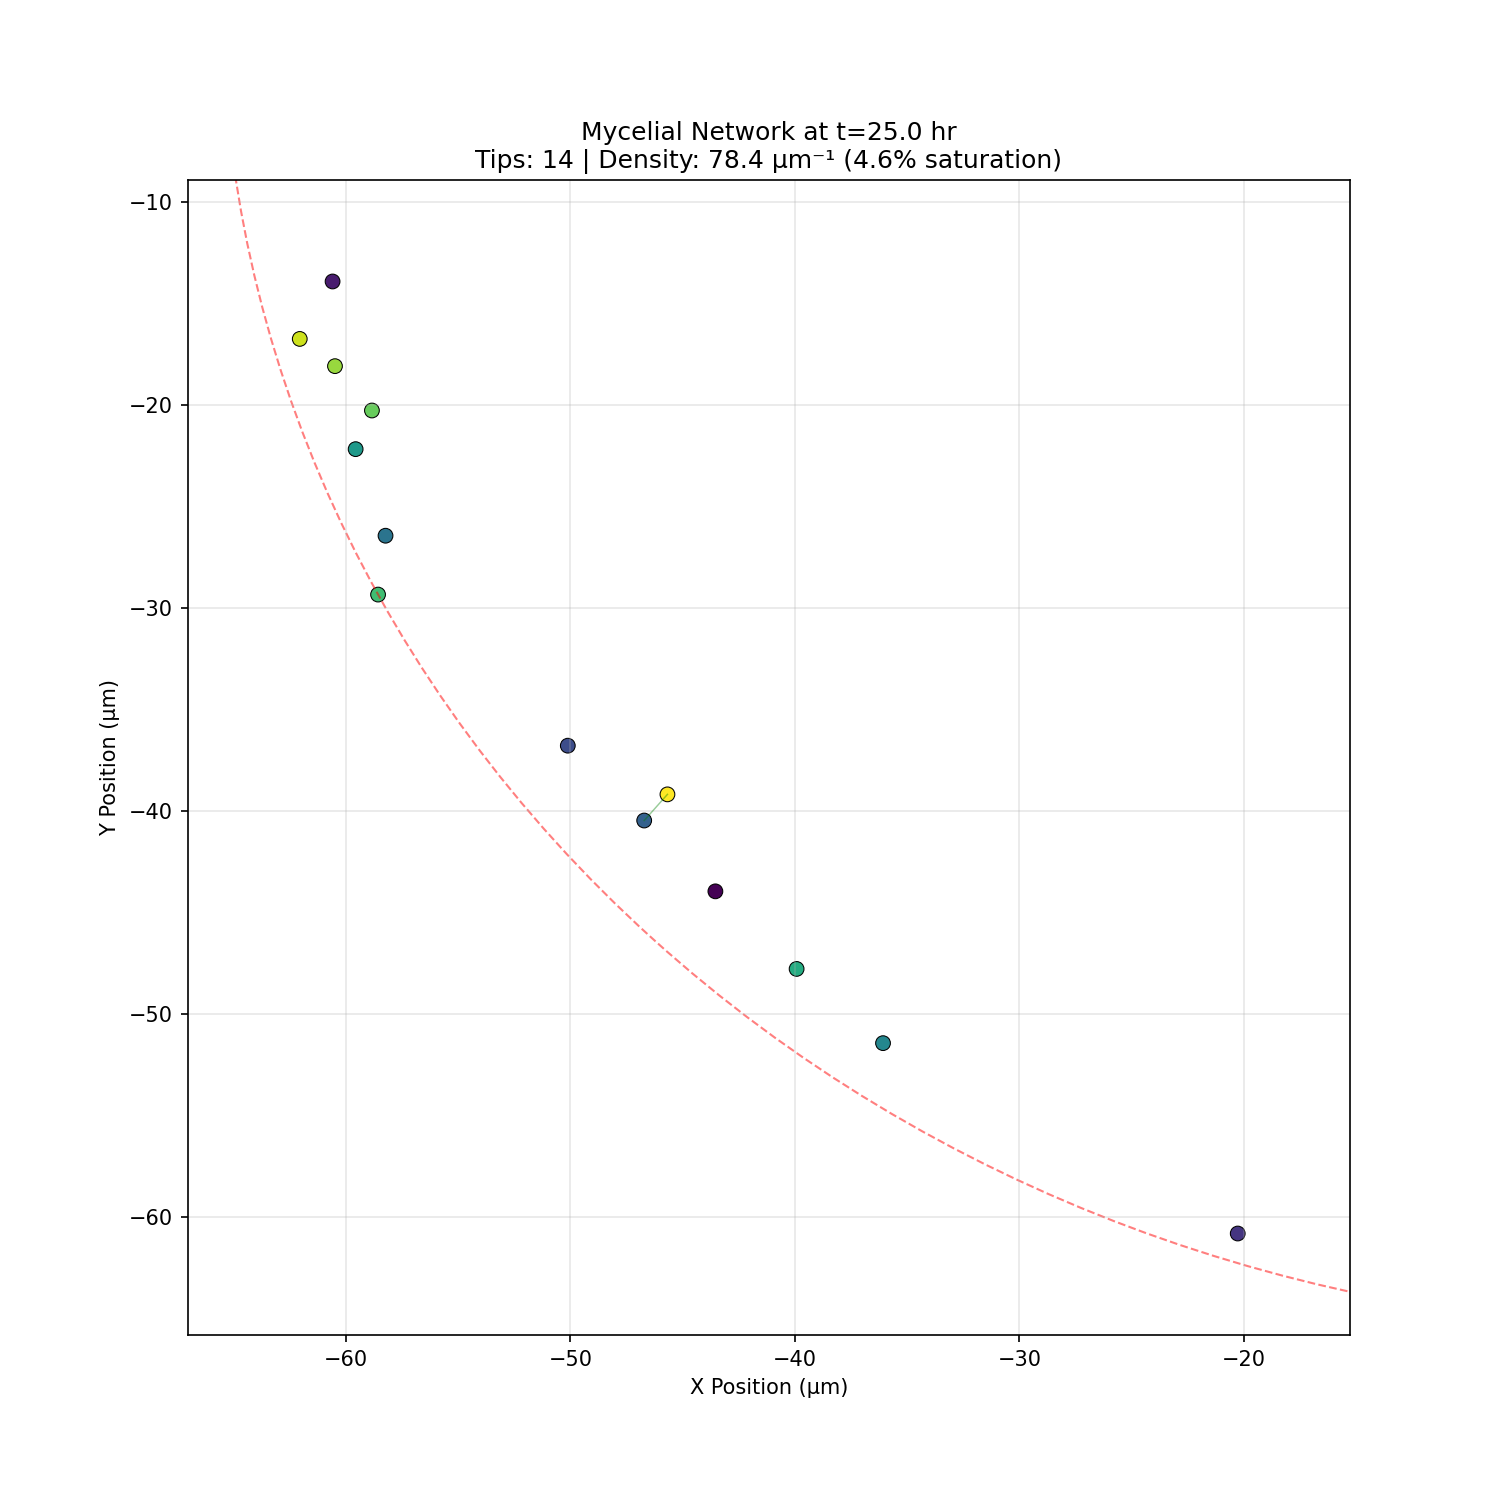 Mycelial Network at t=25.0 hr
Tips: 14 | Density: 78.4 µm⁻¹ (4.6% saturation)
−10
−20
−30
−40
−50
−60
Y Position (µm)
−60
−50
−40
−30
−20
X Position (µm)